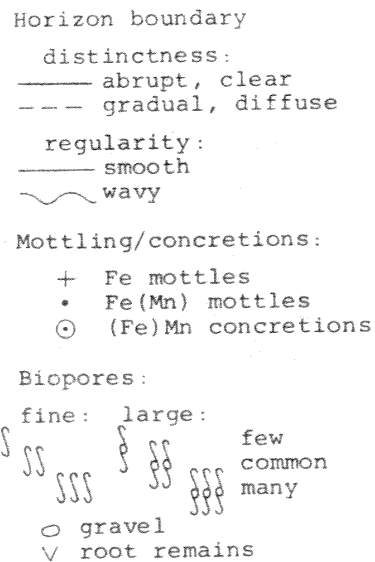 Horizon boundary
distinctness:
abrupt, clear
gradual, diffuse
regularity:
smooth
wavy
Mottling/concretions:
+ Fe mottles
• Fe(Mn) mottles
⊙ (Fe)Mn concretions
Biopores:
fine: large:
few
common
many
gravel
root remains